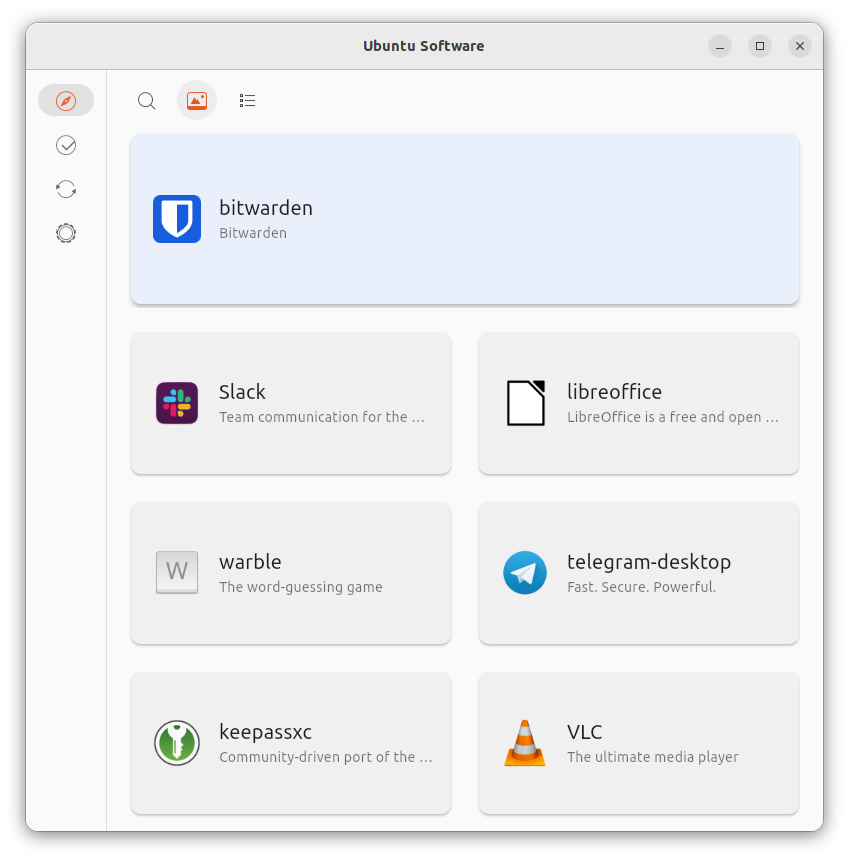 Ubuntu Software
bitwarden
Bitwarden
Slack
Team communication for the …
libreoffice
LibreOffice is a free and open …
W
warble
The word-guessing game
telegram-desktop
Fast. Secure. Powerful.
keepassxc
Community-driven port of the …
VLC
The ultimate media player